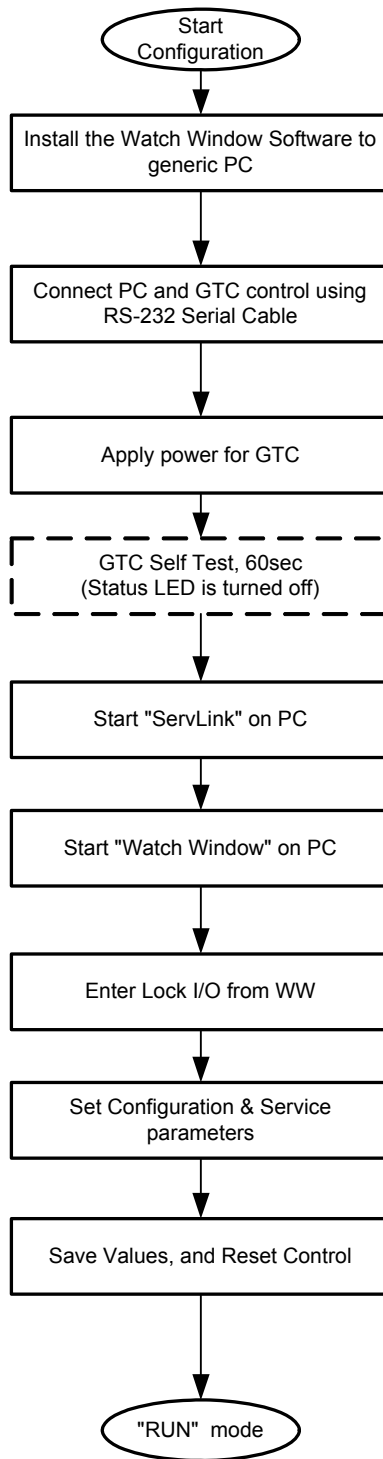 Start
Configuration
Install the Watch Window Software to
generic PC
Connect PC and GTC control using
RS-232 Serial Cable
Apply power for GTC
GTC Self Test, 60sec
(Status LED is turned off)
Start "ServLink" on PC
Start "Watch Window" on PC
Enter Lock I/O from WW
Set Configuration & Service
parameters
Save Values, and Reset Control
"RUN" mode